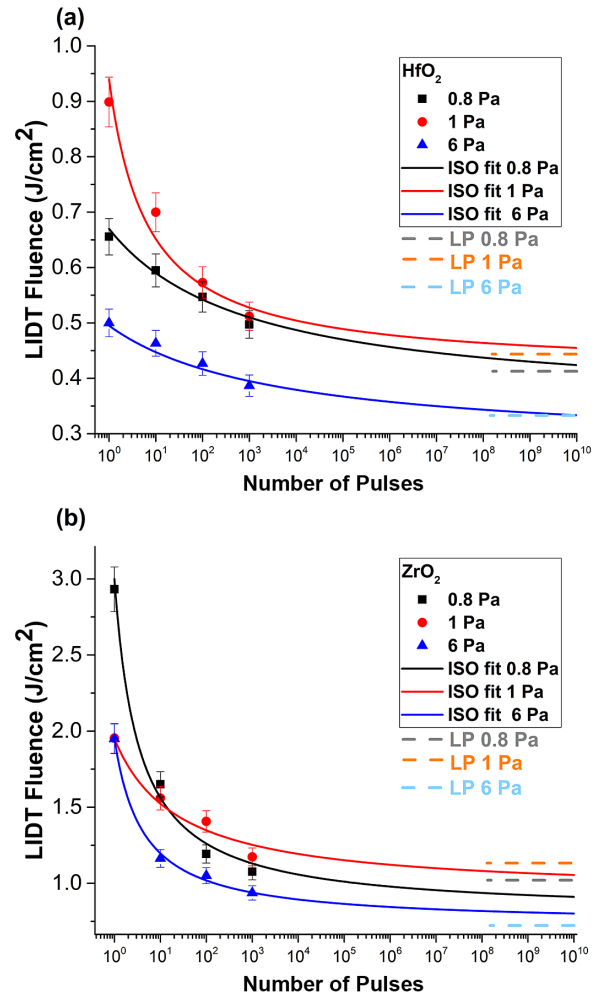 (a)
1.0
0.9
0.8
0.7
0.6
0.5
0.4
0.3
LIDT Fluence (J/cm²)
HfO₂
0.8 Pa
1 Pa
6 Pa
ISO fit 0.8 Pa
ISO fit 1 Pa
ISO fit 6 Pa
LP 0.8 Pa
LP 1 Pa
LP 6 Pa
10⁰ 10¹ 10² 10³ 10⁴ 10⁵ 10⁶ 10⁷ 10⁸ 10⁹ 10¹⁰
Number of Pulses
(b)
3.0
2.5
2.0
1.5
1.0
LIDT Fluence (J/cm²)
ZrO₂
0.8 Pa
1 Pa
6 Pa
ISO fit 0.8 Pa
ISO fit 1 Pa
ISO fit 6 Pa
LP 0.8 Pa
LP 1 Pa
LP 6 Pa
10⁰ 10¹ 10² 10³ 10⁴ 10⁵ 10⁶ 10⁷ 10⁸ 10⁹ 10¹⁰
Number of Pulses